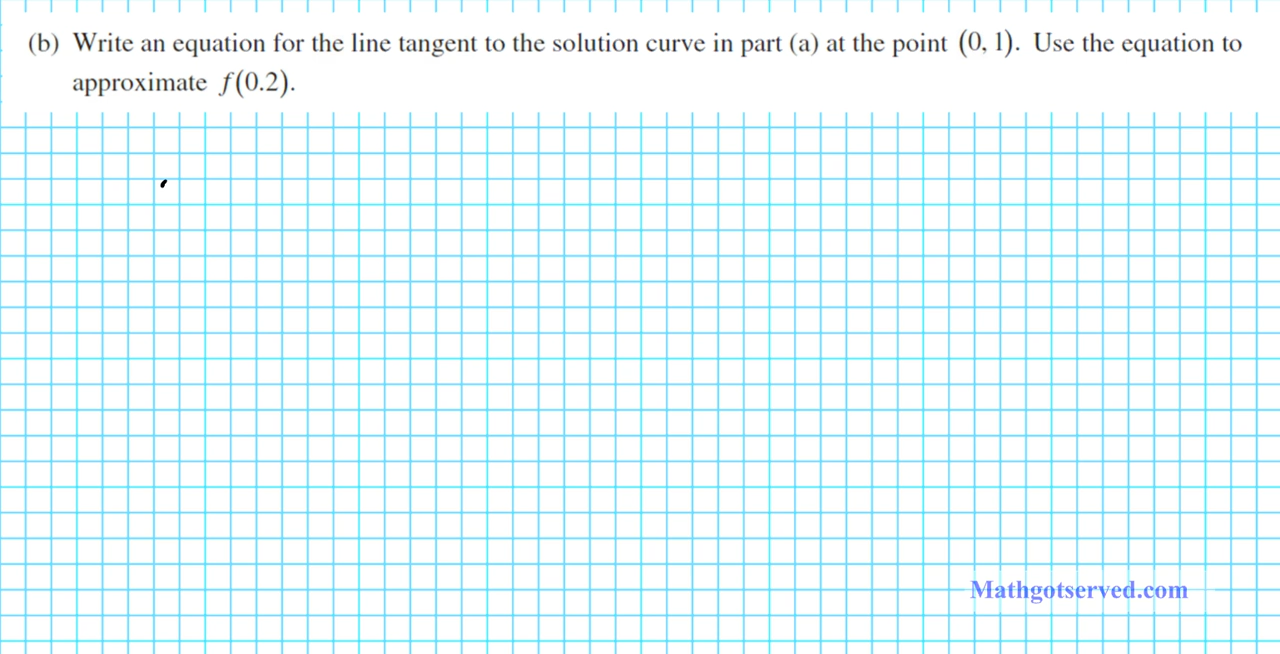 (b) Write an equation for the line tangent to the solution curve in part (a) at the point (0, 1). Use the equation to
approximate f(0.2).
Mathgotserved.com